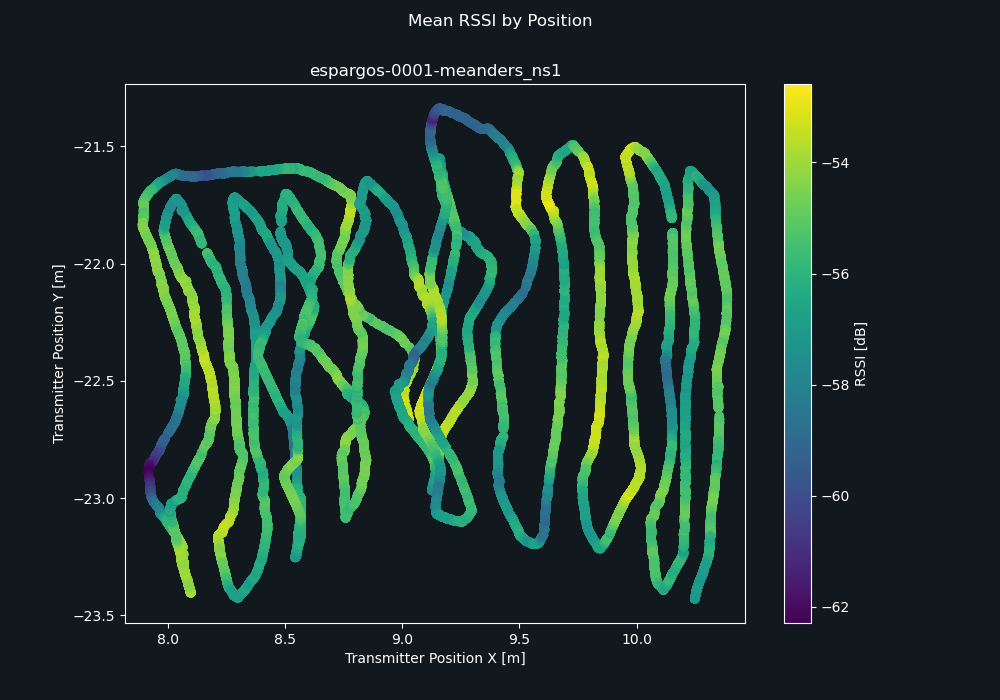 Mean RSSI by Position
espargos-0001-meanders_ns1
−21.5
−22.0
−22.5
−23.0
−23.5
Transmitter Position Y [m]
8.0 8.5 9.0 9.5 10.0
Transmitter Position X [m]
−54
−56
−58
−60
−62
RSSI [dB]